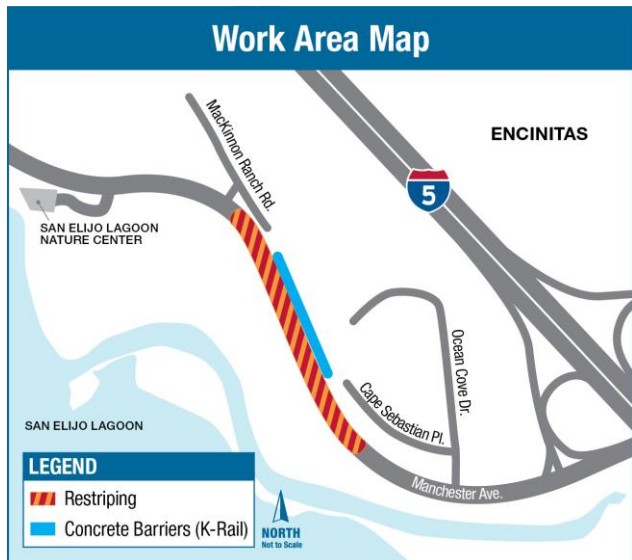 Work Area Map
MacKinnon Ranch Rd.
ENCINITAS
5
SAN ELIJO LAGOON
NATURE CENTER
Ocean Cove Dr.
Cape Sebastian Pl.
SAN ELIJO LAGOON
Manchester Ave.
LEGEND
Restriping
Concrete Barriers (K-Rail)
NORTH
Not to Scale